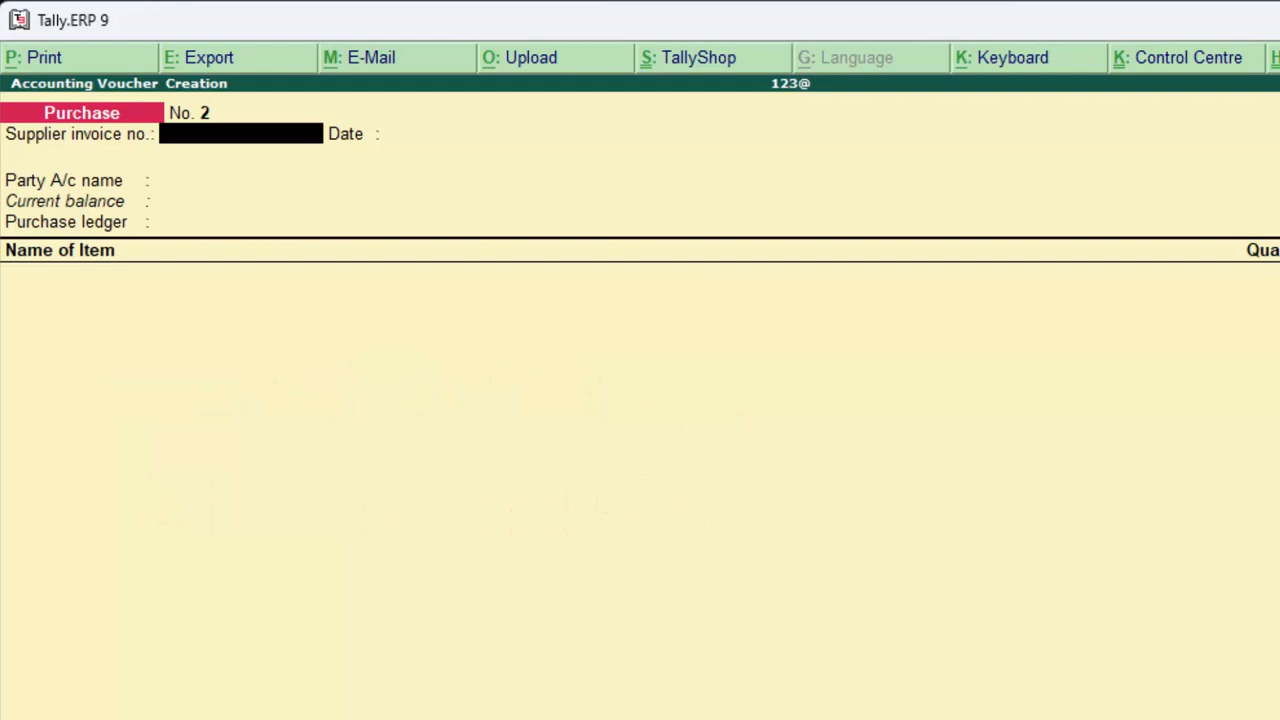 Tally.ERP 9
P: Print E: Export M: E-Mail O: Upload S: TallyShop G: Language K: Keyboard K: Control Centre H
Accounting Voucher Creation 123@
Purchase No. 2
Supplier invoice no.: Date :
Party A/c name :
Current balance :
Purchase ledger :
Name of Item Qua